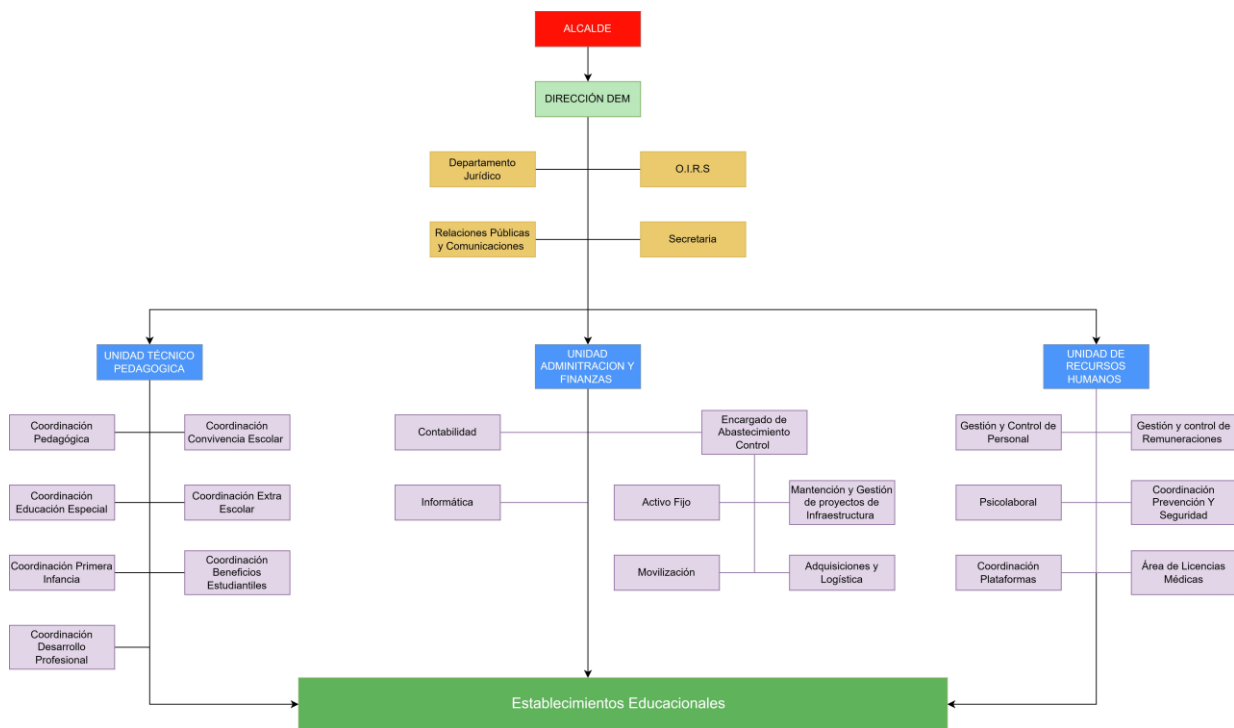 ALCALDE
DIRECCIÓN DEM
Departamento
Jurídico
O.I.R.S
Relaciones Públicas
y Comunicaciones
Secretaria
UNIDAD TÉCNICO
PEDAGOGICA
UNIDAD
ADMINITRACION Y
FINANZAS
UNIDAD DE
RECURSOS
HUMANOS
Coordinación
Pedagógica
Coordinación
Convivencia Escolar
Contabilidad
Encargado de
Abastecimiento
Control
Gestión y Control de
Personal
Gestión y control de
Remuneraciones
Coordinación
Educación Especial
Coordinación Extra
Escolar
Informática
Activo Fijo
Mantención y Gestión
de proyectos de
Infraestructura
Psicolaboral
Coordinación
Prevención Y
Seguridad
Coordinación Primera
Infancia
Coordinación
Beneficios
Estudiantiles
Movilización
Adquisiciones y
Logística
Coordinación
Plataformas
Área de Licencias
Médicas
Coordinación
Desarrollo
Profesional
Establecimientos Educacionales